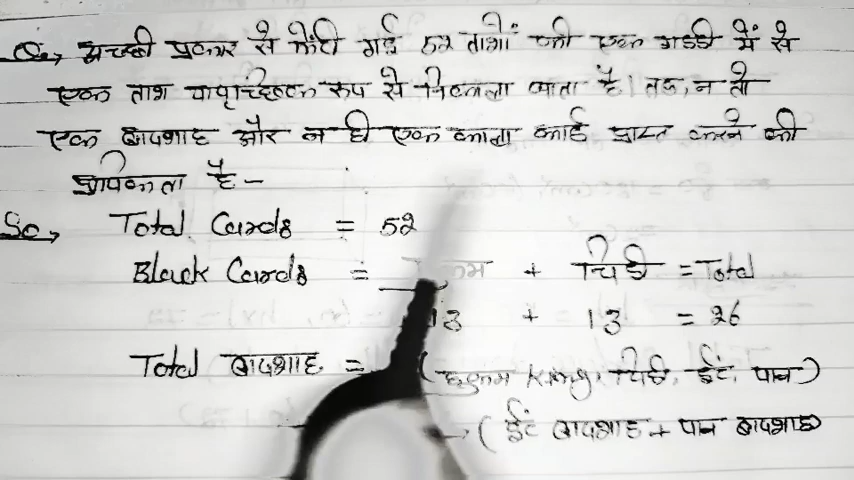 Q, अच्छी प्रकार से फेंटी गई 52 ताशों की एक गड्डी में से
एक ताश यादृच्छिक रूप से निकाला जाता है। तब, न तो
एक बादशाह और न ही एक काला कार्ड प्राप्त करने की
प्रायिकता है -
So, Total Cards = 52
Black Cards = + चिड़ी = Total
13 + 13 = 26
Total बादशाह = (हुकुम King, चिड़ी, ईंट, पान)
→ (ईंट बादशाह + पान बादशाह